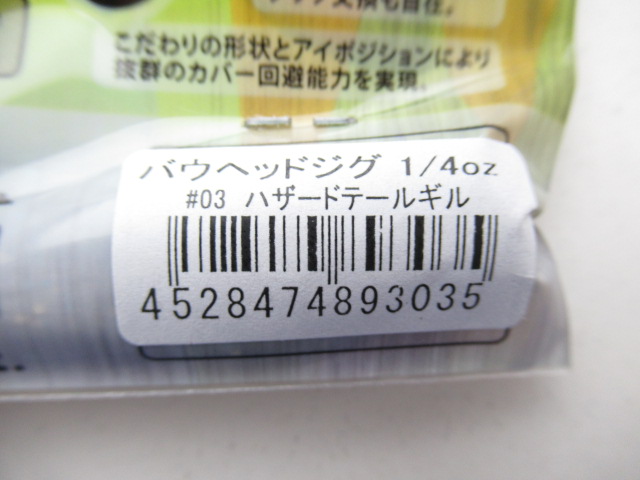 こだわりの形状とアイポジションにより
抜群のカバー回避能力を実現。
バウヘッドジグ 1/4oz
#03 ハザードテールギル
4528474893035